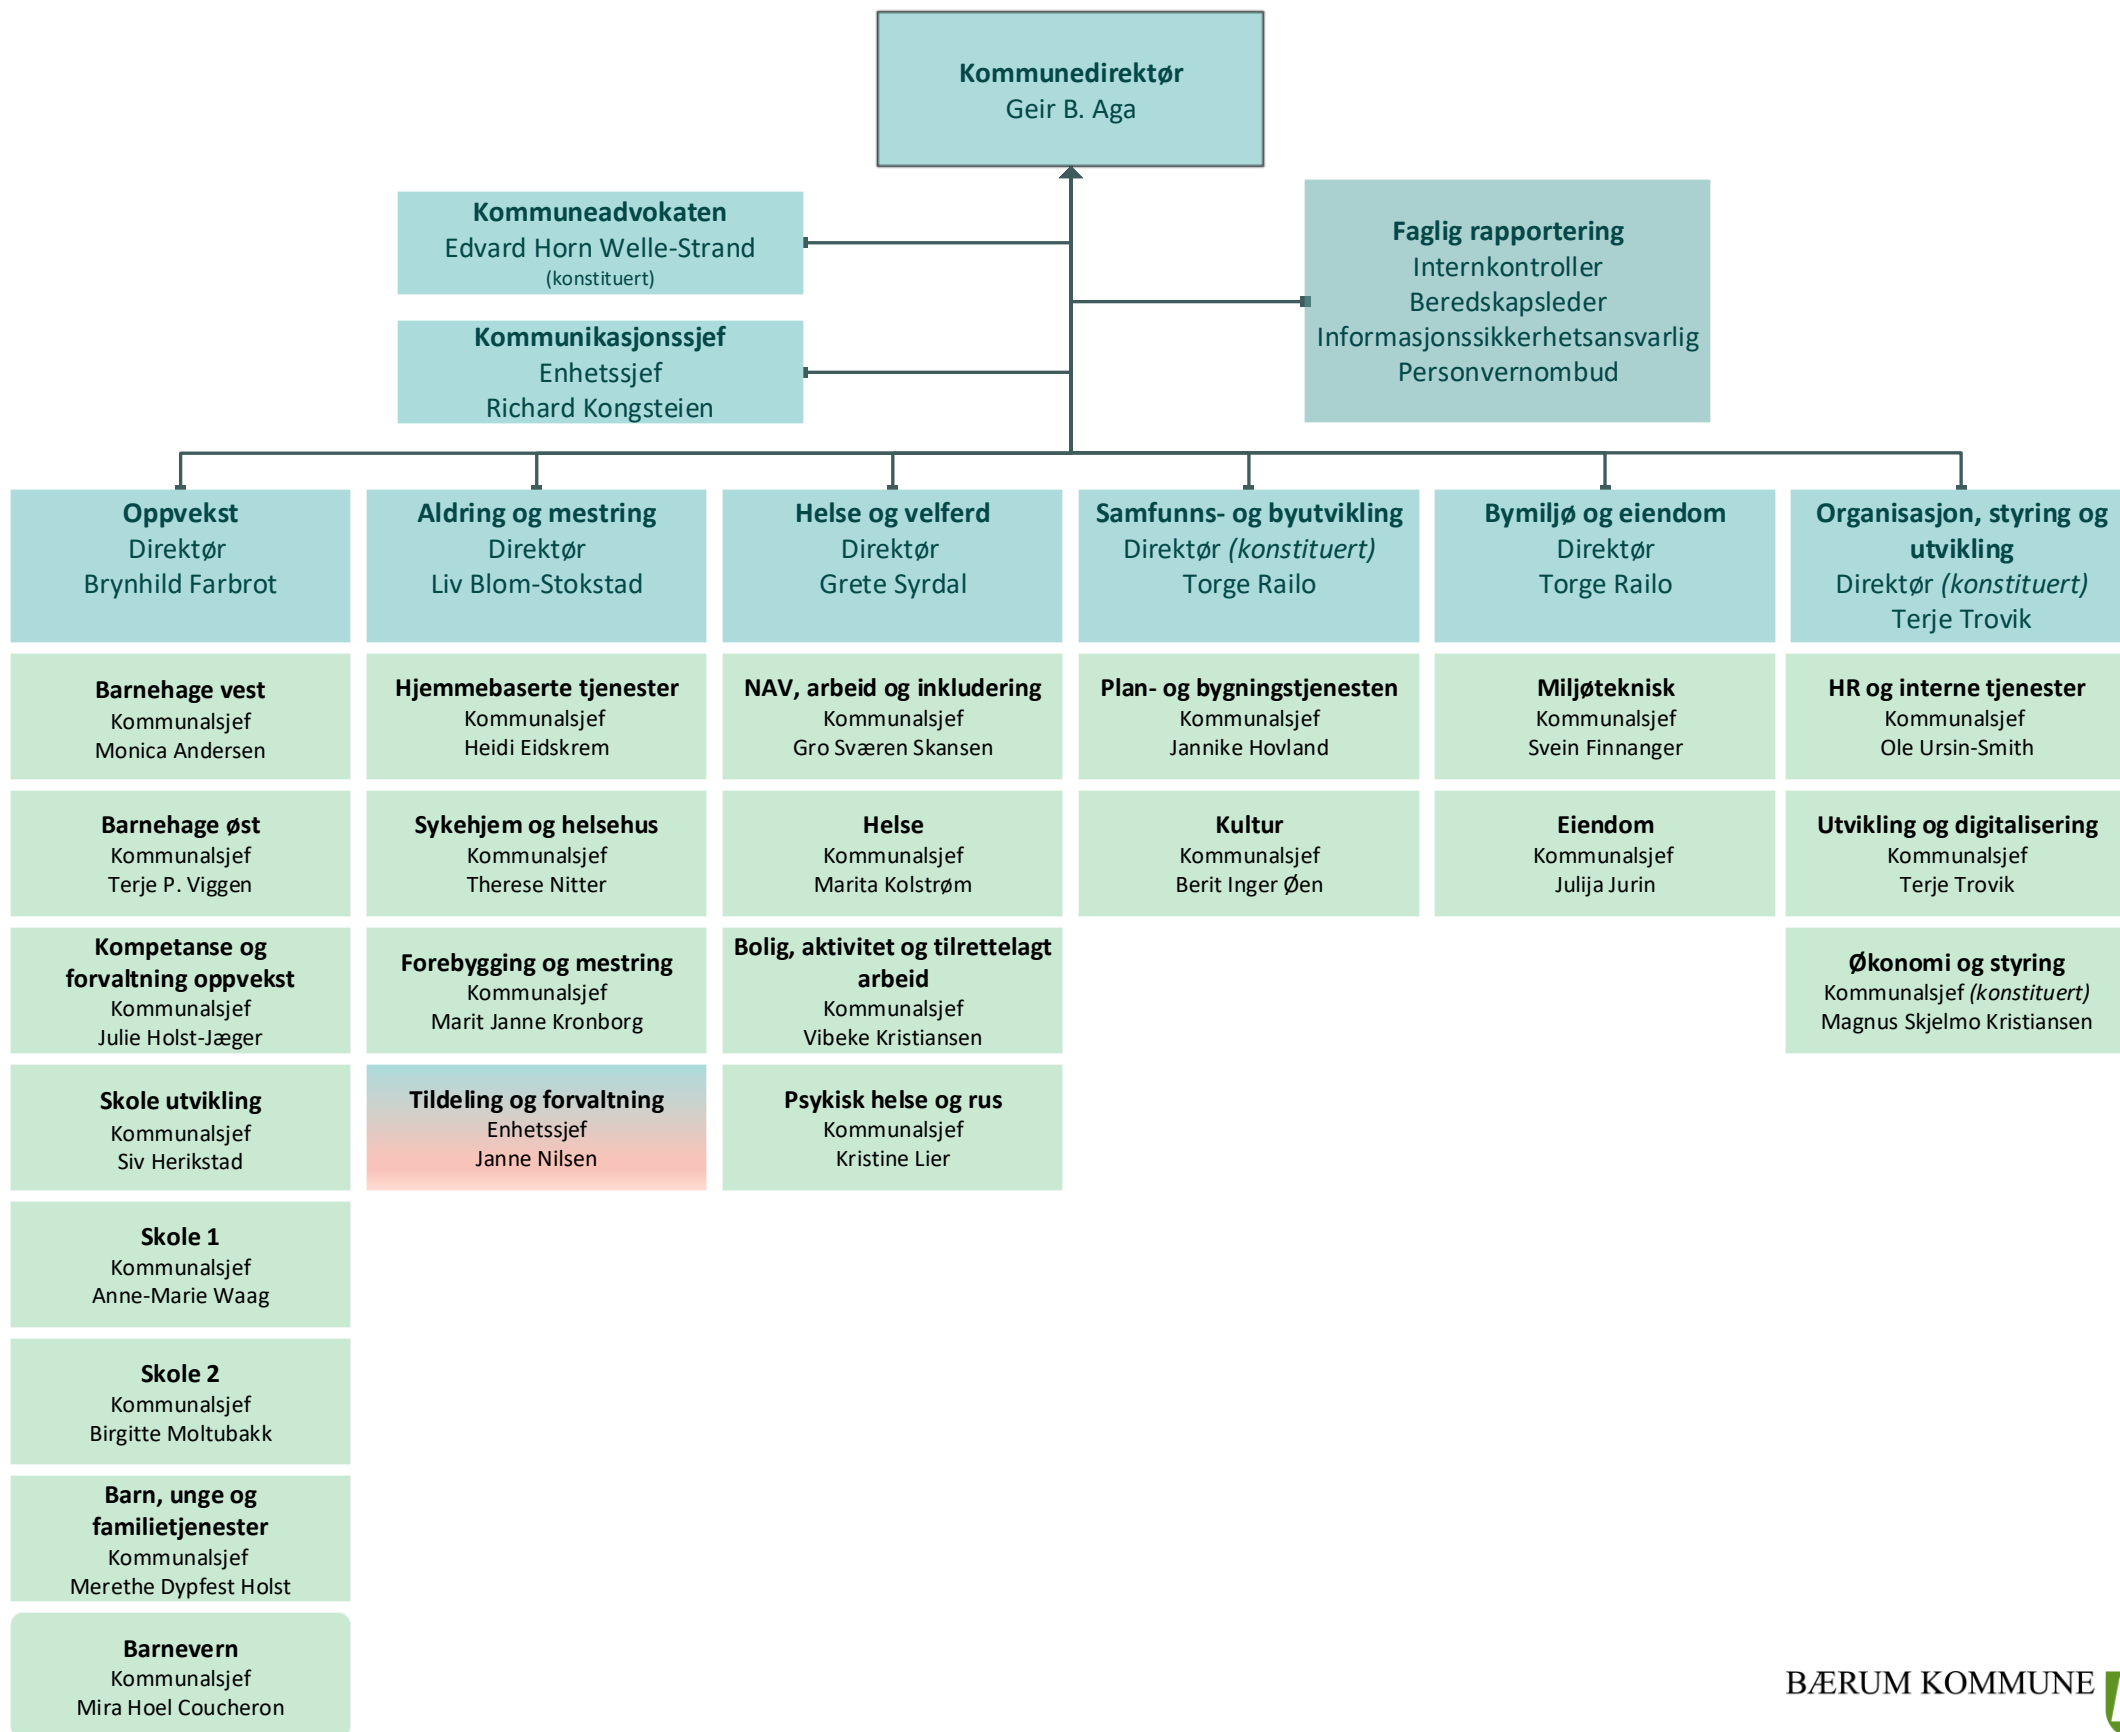 Kommunedirektør
Geir B. Aga
Kommuneadvokaten
Edvard Horn Welle-Strand
(konstituert)
Kommunikasjonssjef
Enhetssjef
Richard Kongsteien
Faglig rapportering
Internkontroller
Beredskapsleder
Informasjonssikkerhetsansvarlig
Personvernombud
Oppvekst
Direktør
Brynhild Farbrot
Barnehage vest
Kommunalsjef
Monica Andersen
Barnehage øst
Kommunalsjef
Terje P. Viggen
Kompetanse og
forvaltning oppvekst
Kommunalsjef
Julie Holst-Jæger
Skole utvikling
Kommunalsjef
Siv Herikstad
Skole 1
Kommunalsjef
Anne-Marie Waag
Skole 2
Kommunalsjef
Birgitte Moltubakk
Barn, unge og
familietjenester
Kommunalsjef
Merethe Dypfest Holst
Barnevern
Kommunalsjef
Mira Hoel Coucheron
Aldring og mestring
Direktør
Liv Blom-Stokstad
Hjemmebaserte tjenester
Kommunalsjef
Heidi Eidskrem
Sykehjem og helsehus
Kommunalsjef
Therese Nitter
Forebygging og mestring
Kommunalsjef
Marit Janne Kronborg
Tildeling og forvaltning
Enhetssjef
Janne Nilsen
Helse og velferd
Direktør
Grete Syrdal
NAV, arbeid og inkludering
Kommunalsjef
Gro Sværen Skansen
Helse
Kommunalsjef
Marita Kolstrøm
Bolig, aktivitet og tilrettelagt
arbeid
Kommunalsjef
Vibeke Kristiansen
Psykisk helse og rus
Kommunalsjef
Kristine Lier
Samfunns- og byutvikling
Direktør (konstituert)
Torge Railo
Plan- og bygningstjenesten
Kommunalsjef
Jannike Hovland
Kultur
Kommunalsjef
Berit Inger Øen
Bymiljø og eiendom
Direktør
Torge Railo
Miljøteknisk
Kommunalsjef
Svein Finnanger
Eiendom
Kommunalsjef
Julija Jurin
Organisasjon, styring og
utvikling
Direktør (konstituert)
Terje Trovik
HR og interne tjenester
Kommunalsjef
Ole Ursin-Smith
Utvikling og digitalisering
Kommunalsjef
Terje Trovik
Økonomi og styring
Kommunalsjef (konstituert)
Magnus Skjelmo Kristiansen
BÆRUM KOMMUNE